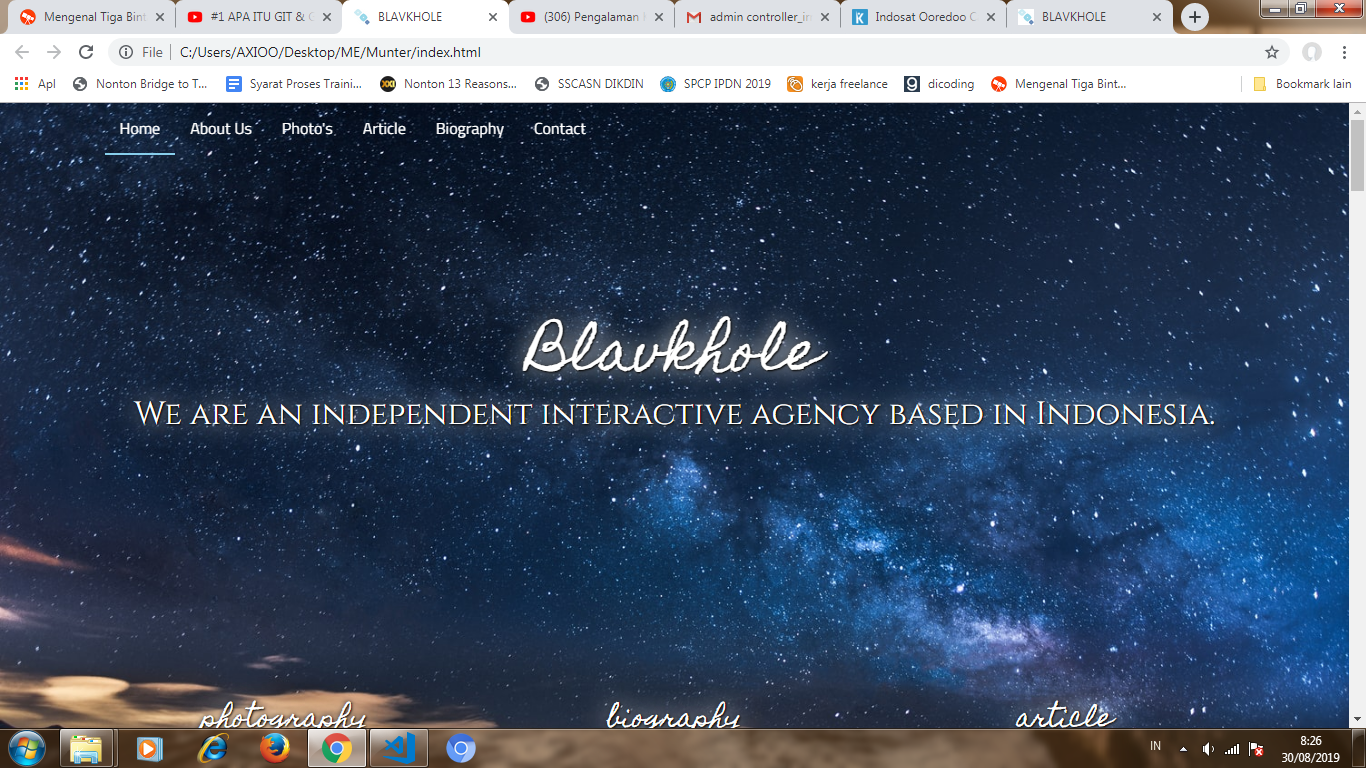 Mengenal Tiga Bint
#1 APA ITU GIT &
BLAVKHOLE
(306) Pengalaman
admin controller_in
Indosat Ooredoo C
BLAVKHOLE
File
C:/Users/AXIOO/Desktop/ME/Munter/index.html
Apl
Nonton Bridge to T...
Syarat Proses Traini...
Nonton 13 Reasons...
SSCASN DIKDIN
SPCP IPDN 2019
kerja freelance
dicoding
Mengenal Tiga Bint...
Bookmark lain
Home About Us Photo's Article Biography Contact
Blavkhole
We are an independent interactive agency based in Indonesia.
photography biography article
IN
8:26
30/08/2019